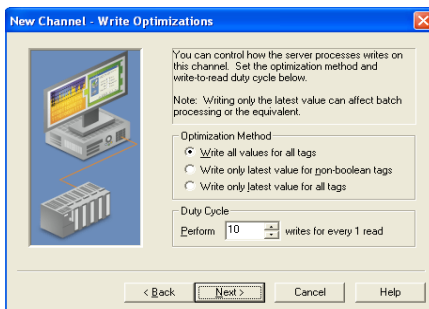 New Channel - Write Optimizations
You can control how the server processes writes on
this channel. Set the optimization method and
write-to-read duty cycle below.
Note: Writing only the latest value can affect batch
processing or the equivalent.
Optimization Method
Write all values for all tags
Write only latest value for non-boolean tags
Write only latest value for all tags
Duty Cycle
Perform 10 writes for every 1 read
< Back Next > Cancel Help